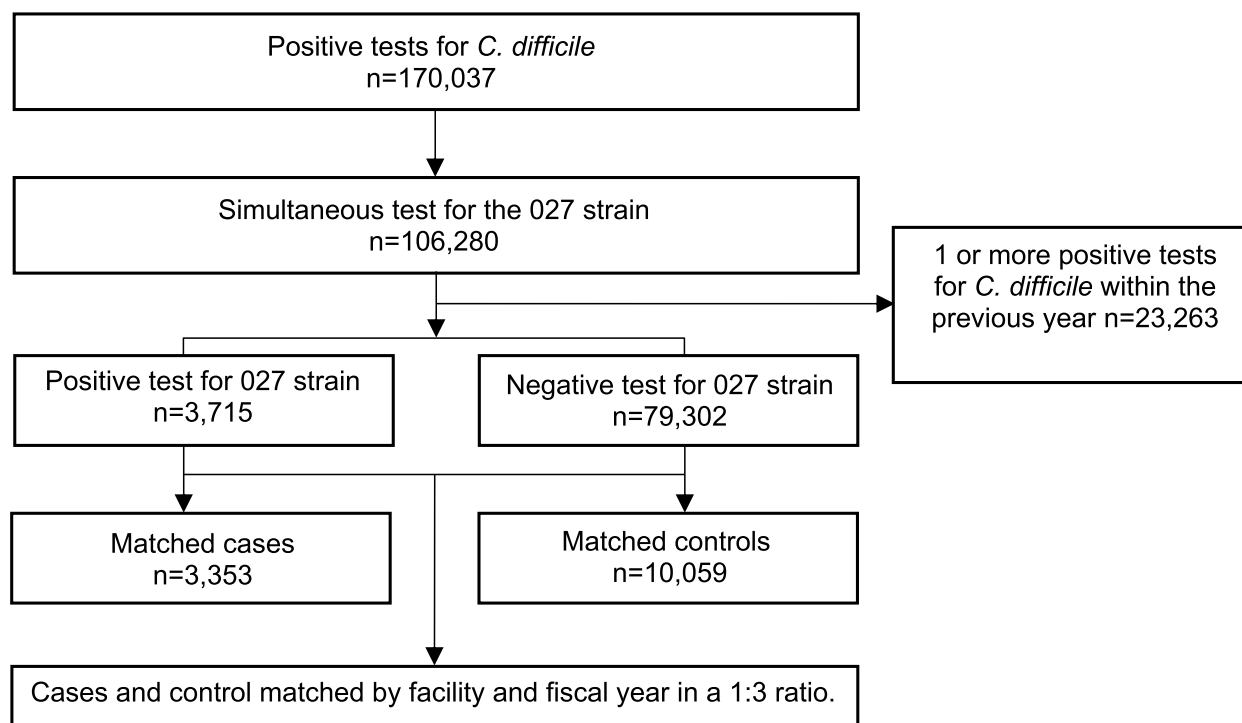 Positive tests for C. difficile
n=170,037
Simultaneous test for the 027 strain
n=106,280
1 or more positive tests
for C. difficile within the
previous year n=23,263
Positive test for 027 strain
n=3,715
Negative test for 027 strain
n=79,302
Matched cases
n=3,353
Matched controls
n=10,059
Cases and control matched by facility and fiscal year in a 1:3 ratio.